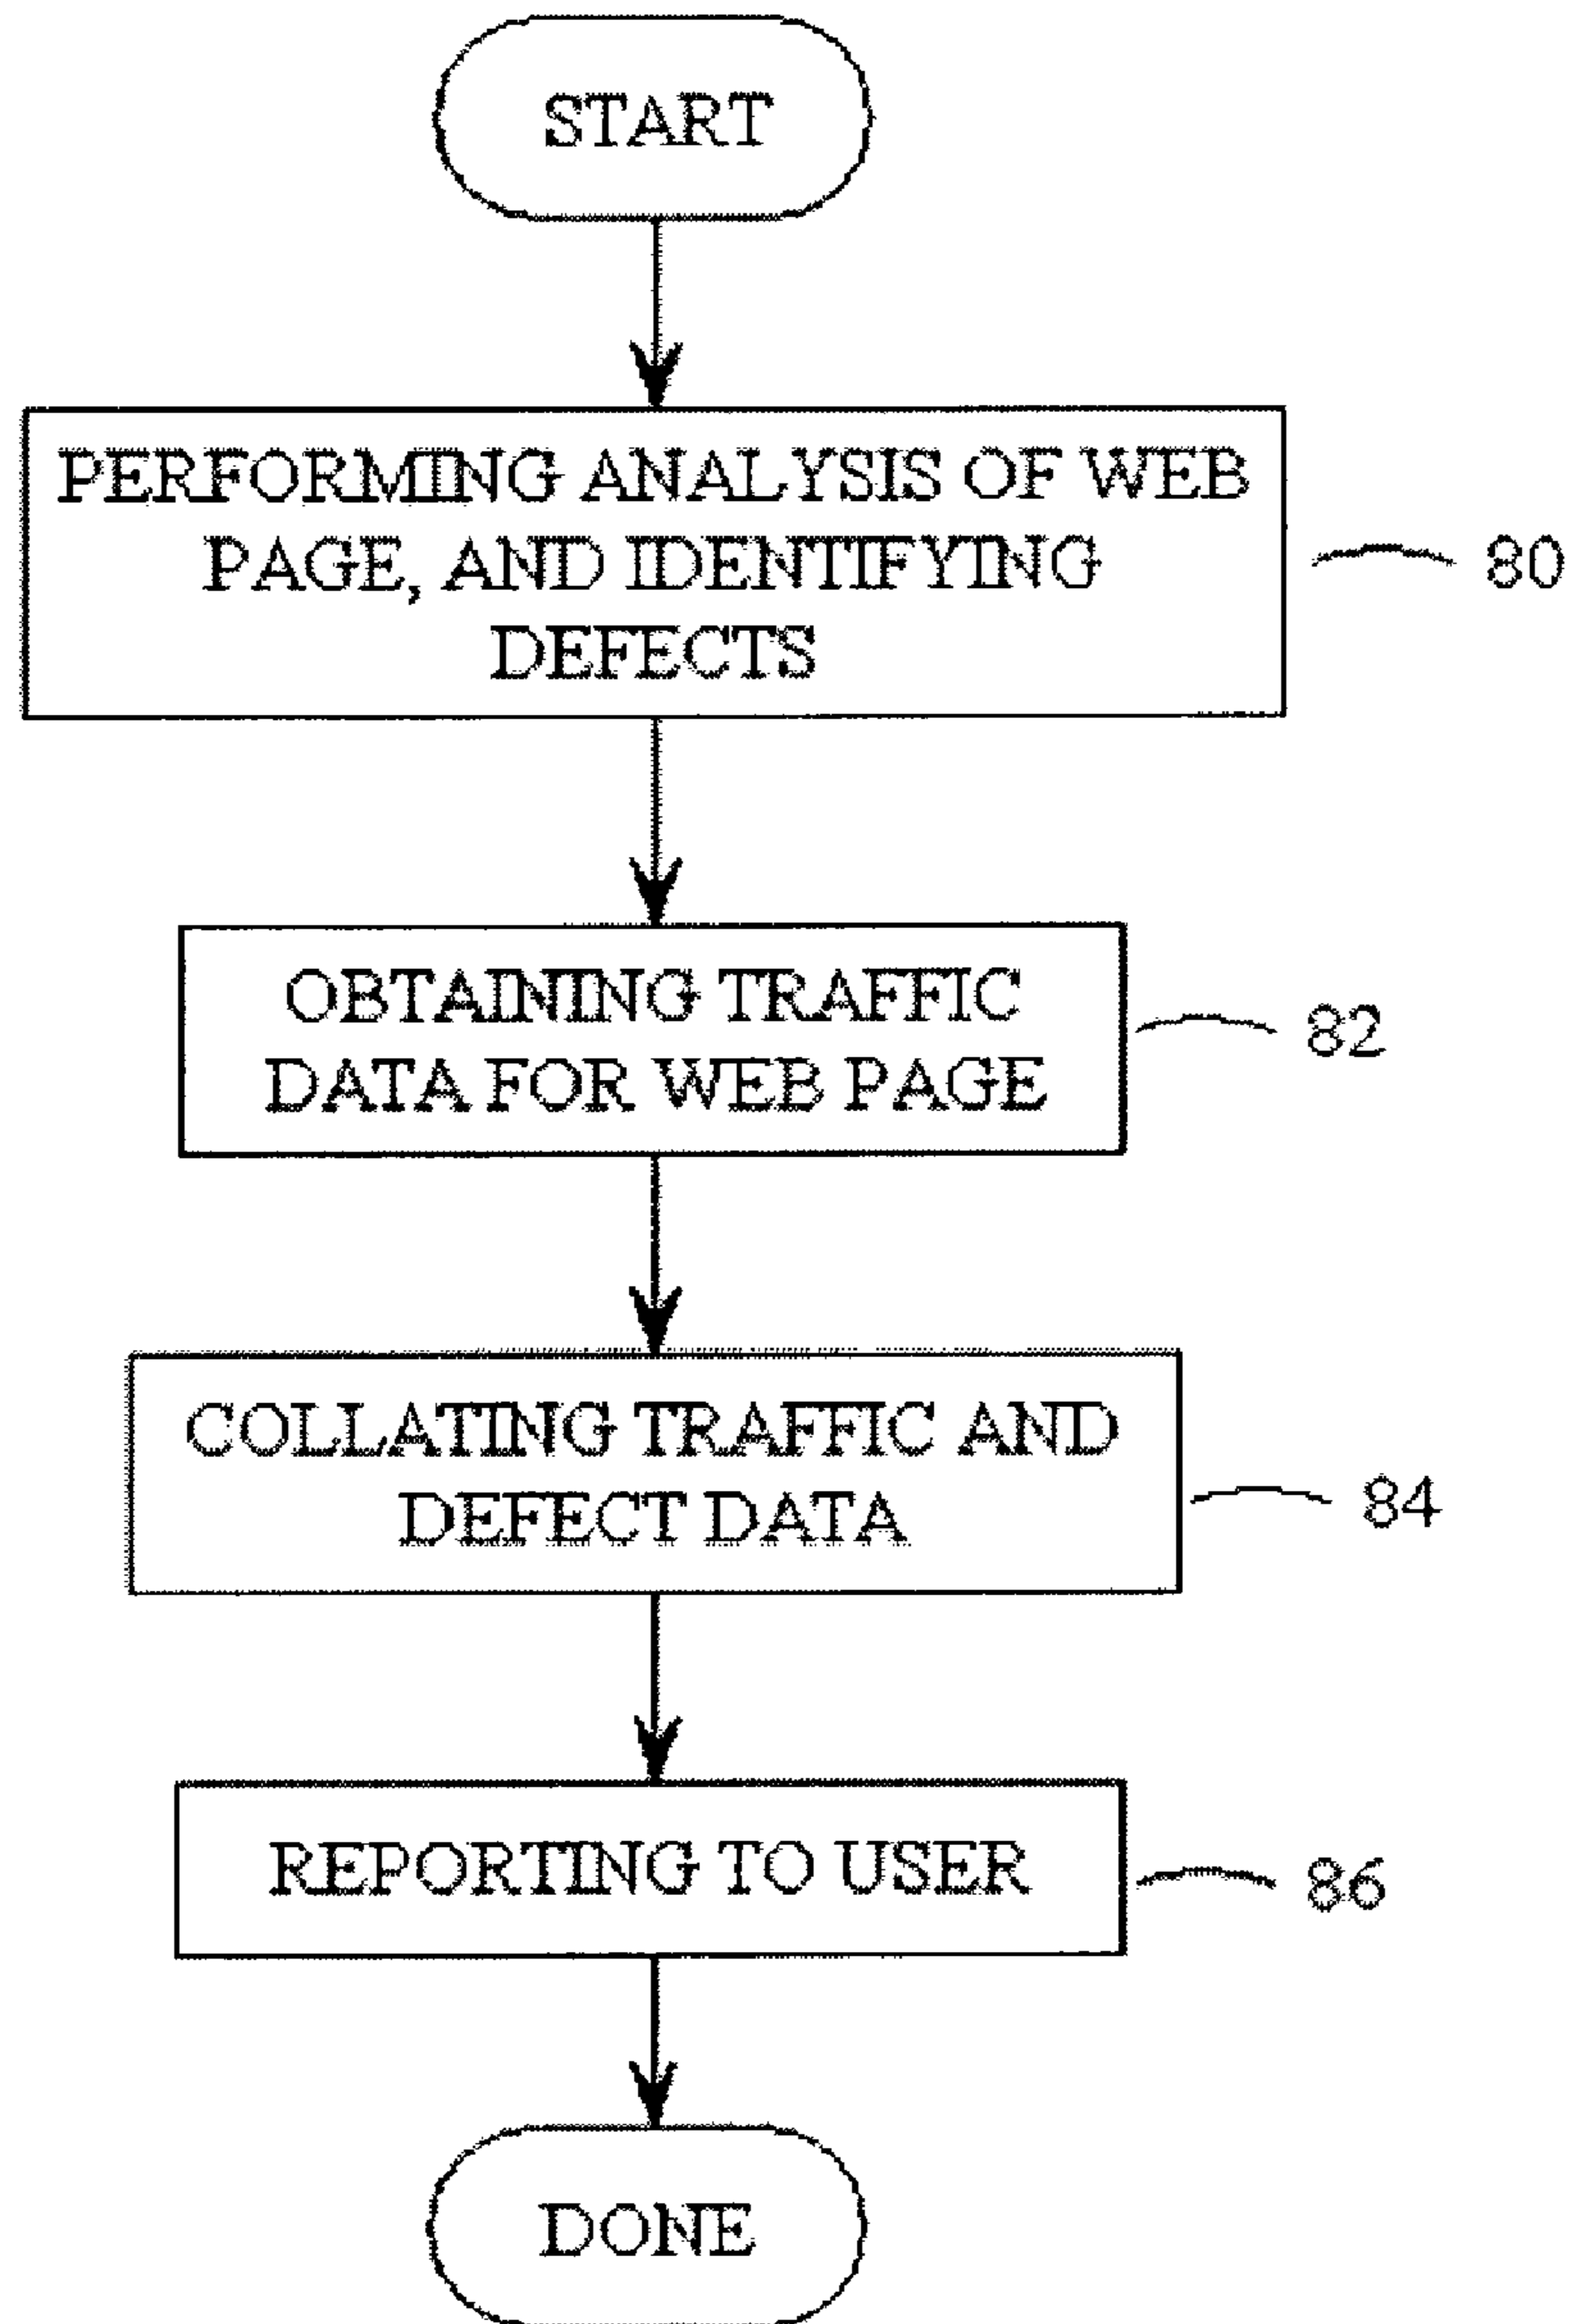 START
PERFORMING ANALYSIS OF WEB
PAGE, AND IDENTIFYING
DEFECTS
80
OBTAINING TRAFFIC
DATA FOR WEB PAGE
82
COLLATING TRAFFIC AND
DEFECT DATA
84
REPORTING TO USER
86
DONE